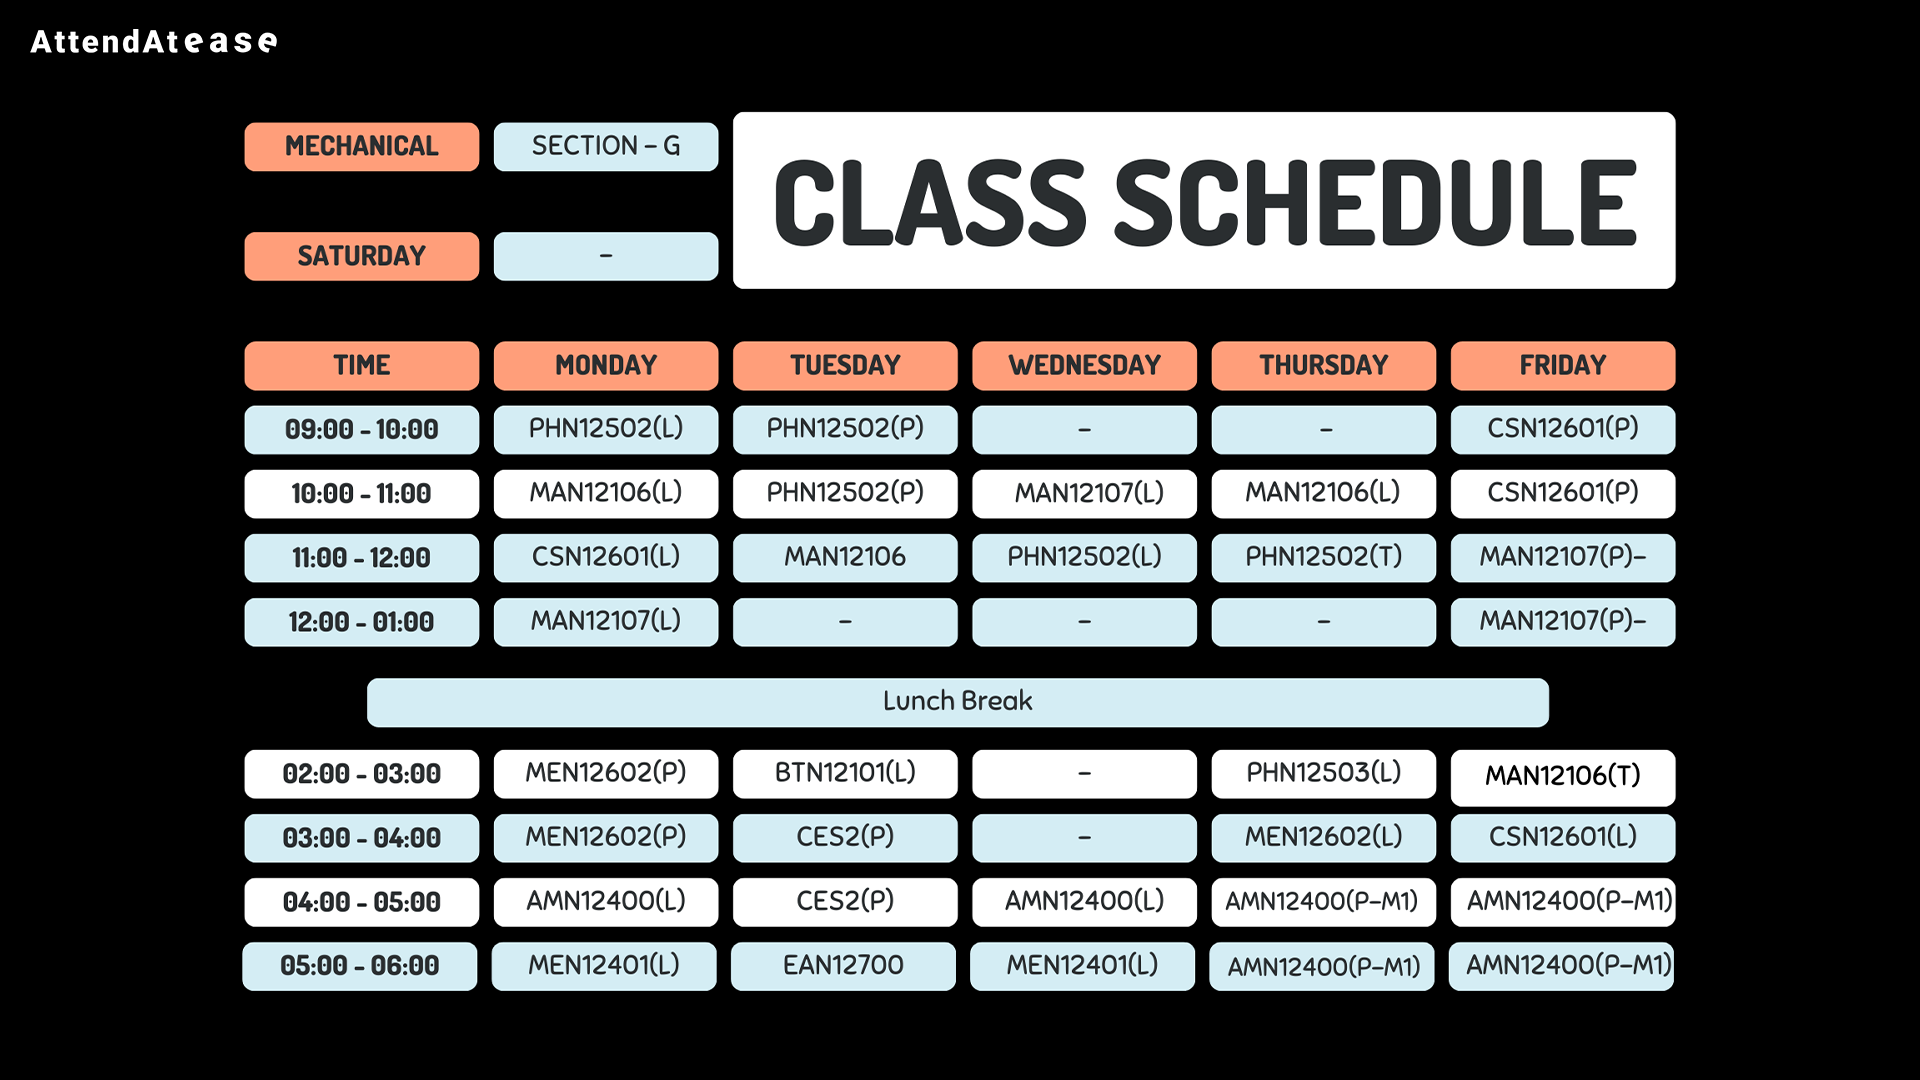 AttendAtease
MECHANICAL SECTION - G
CLASS SCHEDULE
SATURDAY -
TIME MONDAY TUESDAY WEDNESDAY THURSDAY FRIDAY
09:00 - 10:00 PHN12502(L) PHN12502(P) - - CSN12601(P)
10:00 - 11:00 MAN12106(L) PHN12502(P) MAN12107(L) MAN12106(L) CSN12601(P)
11:00 - 12:00 CSN12601(L) MAN12106 PHN12502(L) PHN12502(T) MAN12107(P)-
12:00 - 01:00 MAN12107(L) - - - MAN12107(P)-
Lunch Break
02:00 - 03:00 MEN12602(P) BTN12101(L) - PHN12503(L) MAN12106(T)
03:00 - 04:00 MEN12602(P) CES2(P) - MEN12602(L) CSN12601(L)
04:00 - 05:00 AMN12400(L) CES2(P) AMN12400(L) AMN12400(P-M1) AMN12400(P-M1)
05:00 - 06:00 MEN12401(L) EAN12700 MEN12401(L) AMN12400(P-M1) AMN12400(P-M1)